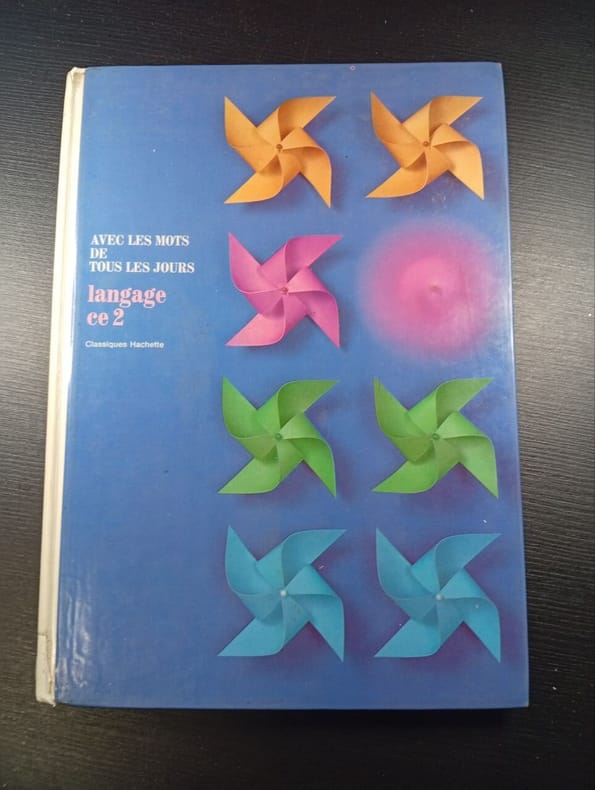 AVEC LES MOTS
DE
TOUS LES JOURS
langage
ce 2
Classiques Hachette